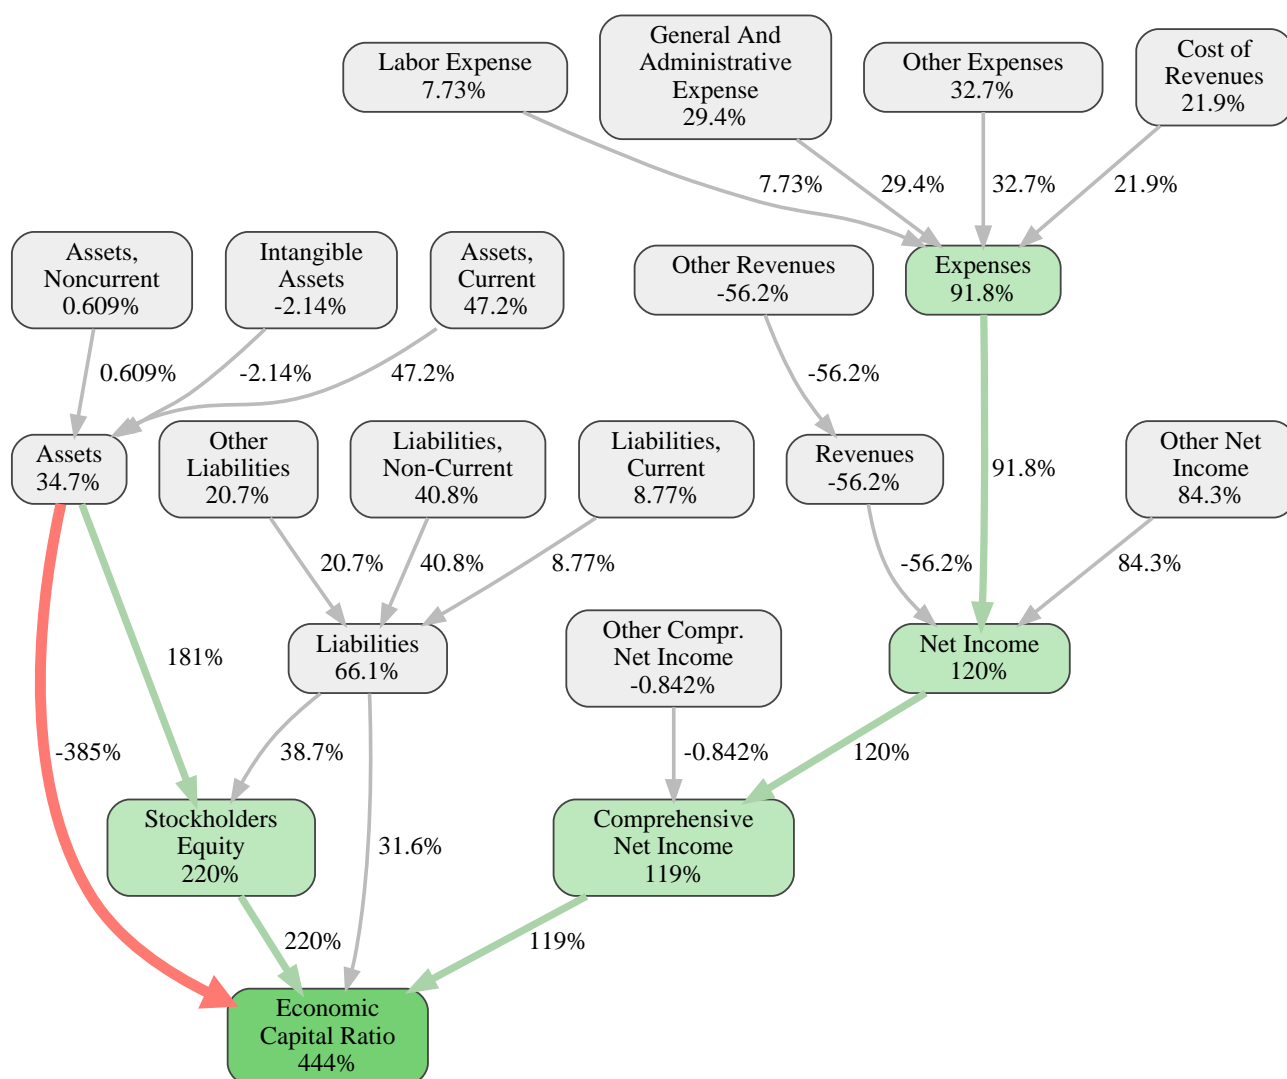 Labor Expense
7.73%
General And
Administrative
Expense
29.4%
Other Expenses
32.7%
Cost of
Revenues
21.9%
7.73%
29.4%
32.7%
21.9%
Assets,
Noncurrent
0.609%
Intangible
Assets
-2.14%
Assets,
Current
47.2%
Other Revenues
-56.2%
Expenses
91.8%
0.609%
-2.14%
47.2%
-56.2%
Assets
34.7%
Other
Liabilities
20.7%
Liabilities,
Non-Current
40.8%
Liabilities,
Current
8.77%
Revenues
-56.2%
91.8%
Other Net
Income
84.3%
20.7%
40.8%
8.77%
-56.2%
84.3%
181%
Liabilities
66.1%
Other Compr.
Net Income
-0.842%
Net Income
120%
-385%
38.7%
-0.842%
120%
Stockholders
Equity
220%
31.6%
Comprehensive
Net Income
119%
220%
119%
Economic
Capital Ratio
444%